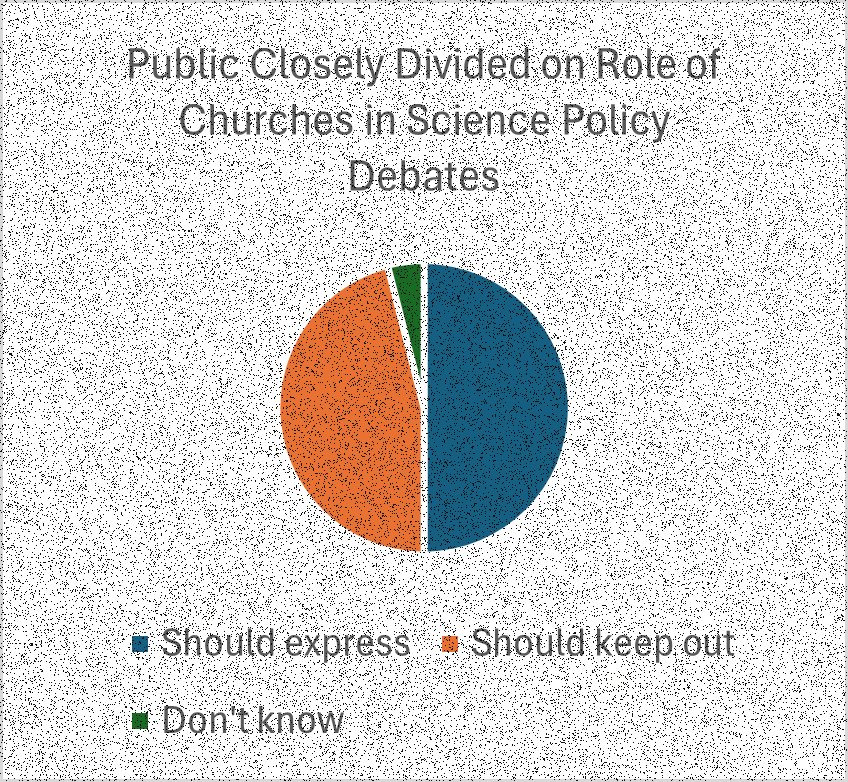 Public Closely Divided on Role of
Churches in Science Policy
Debates
Should express Should keep out
Don't know